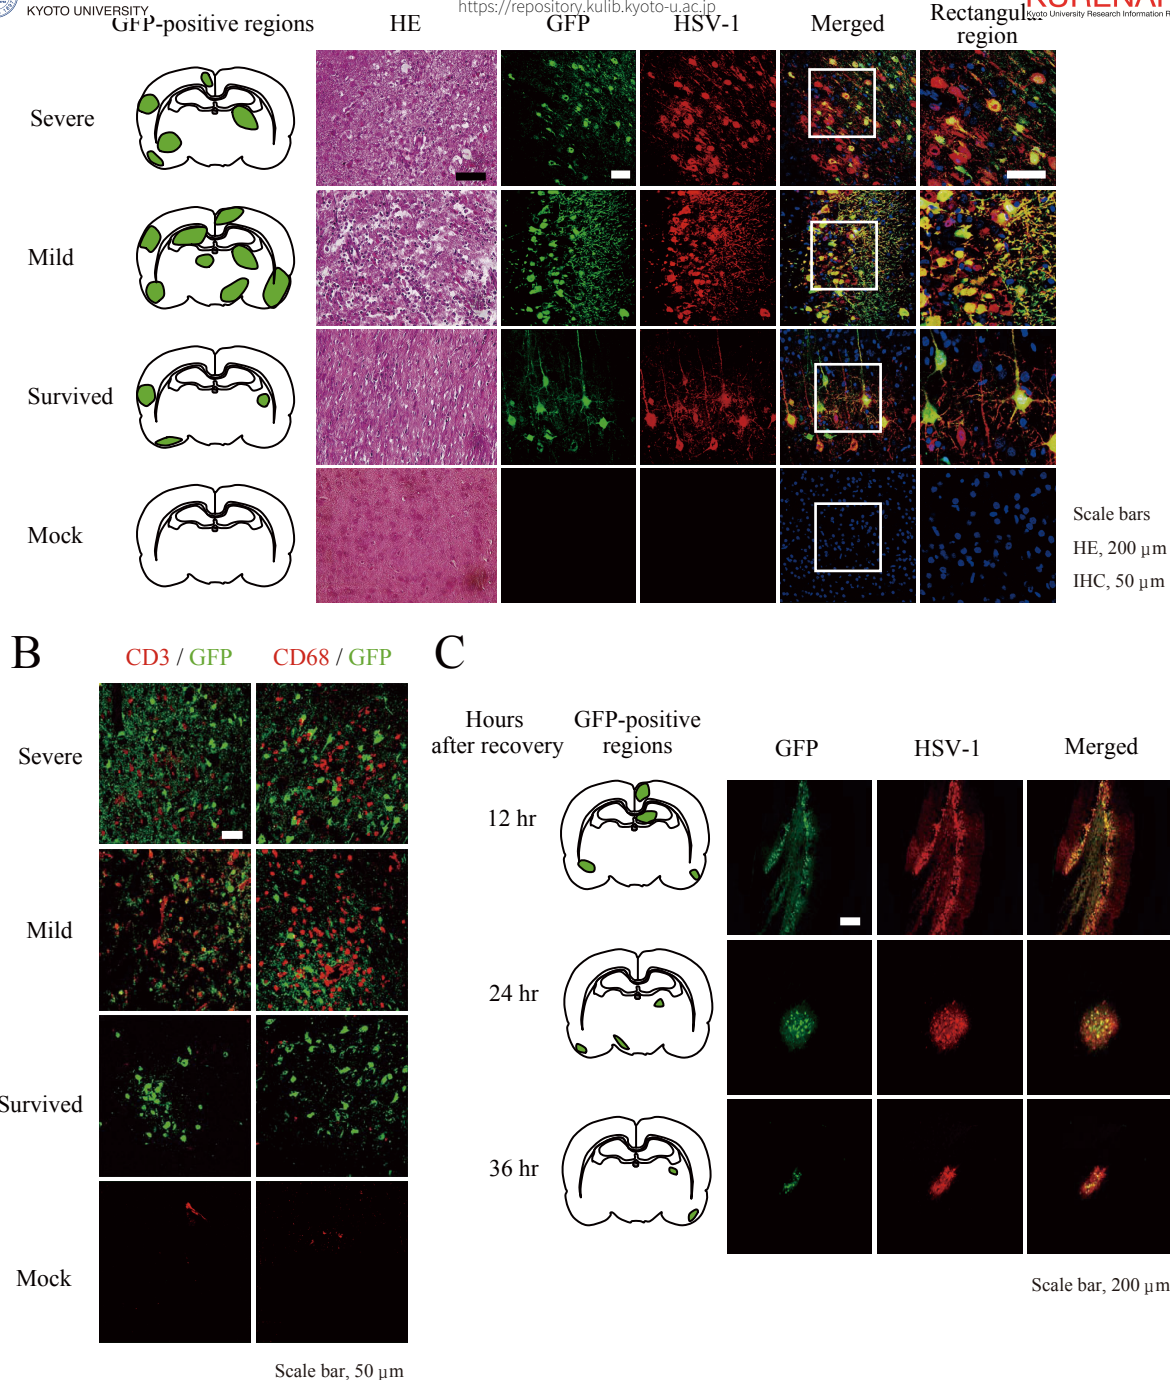 KYOTO UNIVERSITY
https://repository.kulib.kyoto-u.ac.jp
Kyoto University Research Information R
GFP-positive regions
HE
GFP
HSV-1
Merged
Rectangular
region
Severe
Mild
Survived
Mock
Scale bars
HE, 200 μm
IHC, 50 μm
B
CD3 / GFP
CD68 / GFP
Severe
Mild
Survived
Mock
Scale bar, 50 μm
C
Hours
after recovery
GFP-positive
regions
GFP
HSV-1
Merged
12 hr
24 hr
36 hr
Scale bar, 200 μm